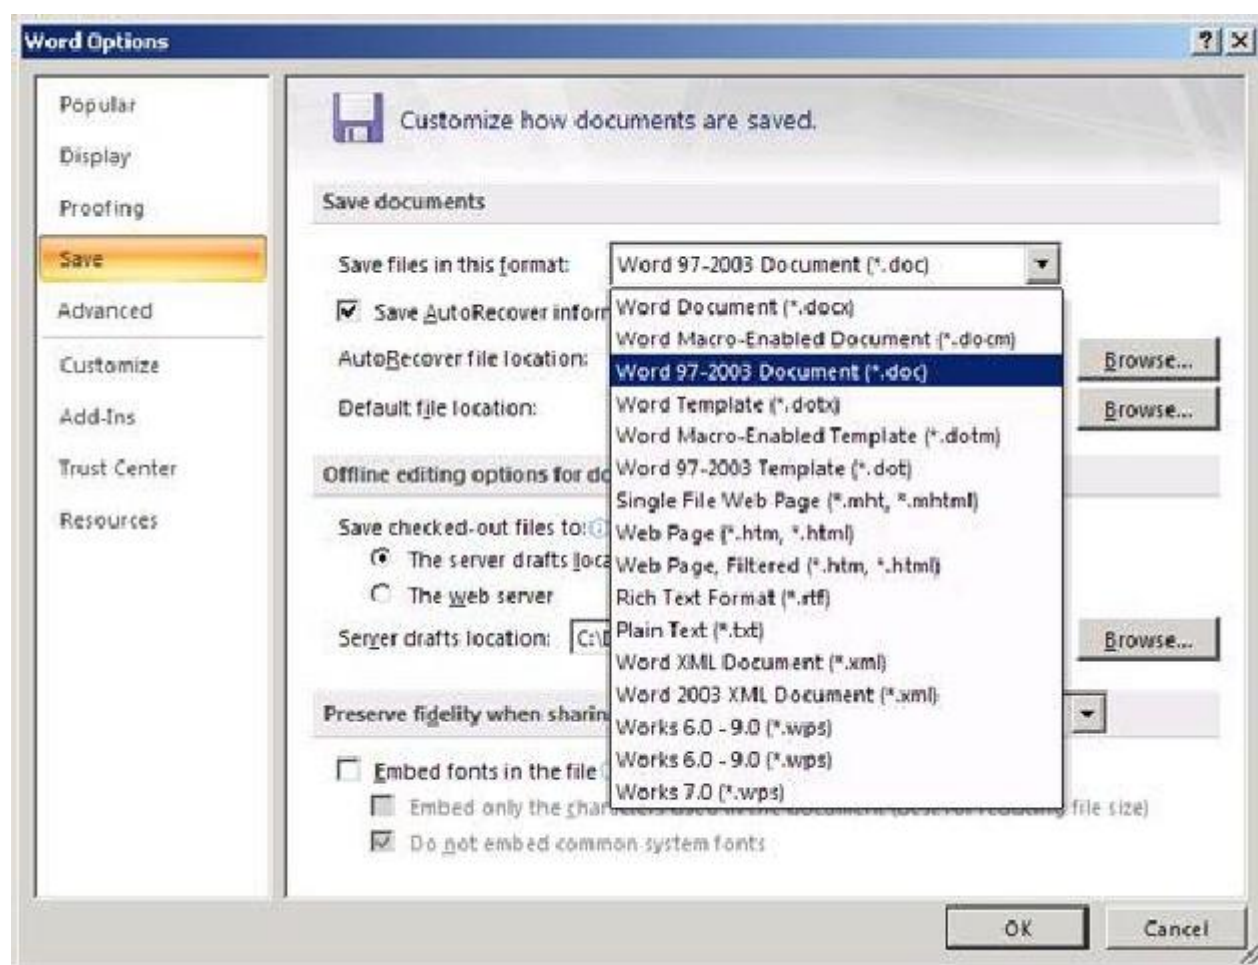 Word Options
Popular
Display
Proofing
Save
Advanced
Customize
Add-Ins
Trust Center
Resources
Customize how documents are saved.
Save documents
Save files in this format: Word 97-2003 Document (*.doc)
Save AutoRecover inforr
AutoRecover file location: Browse...
Default file location: Browse...
Word Document (*.docx)
Word Macro-Enabled Document (*.docm)
Word 97-2003 Document (*.doc)
Word Template (*.dotx)
Word Macro-Enabled Template (*.dotm)
Word 97-2003 Template (*.dot)
Single File Web Page (*.mht, *.mhtml)
Web Page (*.htm, *.html)
Web Page, Filtered (*.htm, *.html)
Rich Text Format (*.rtf)
Plain Text (*.txt)
Word XML Document (*.xml)
Word 2003 XML Document (*.xml)
Works 6.0 - 9.0 (*.wps)
Works 6.0 - 9.0 (*.wps)
Works 7.0 (*.wps)
Offline editing options for do
Save checked-out files to:
The server drafts loca
The web server
Server drafts location: C:\ Browse...
Preserve fidelity when sharin
Embed fonts in the file
Embed only the file size)
Do not embed common system fonts
OK Cancel